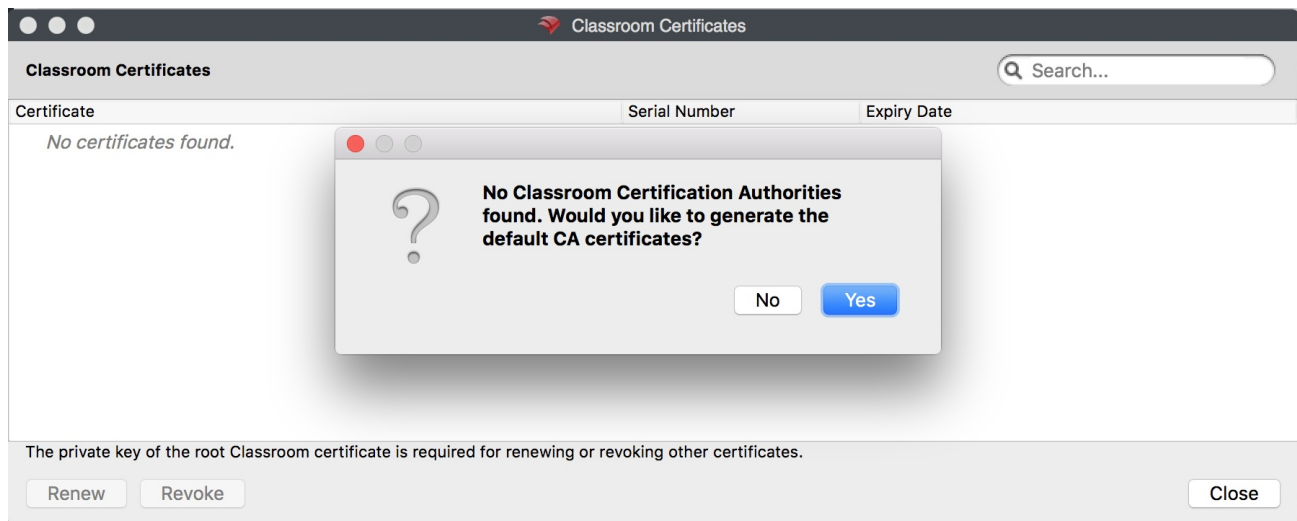 Classroom Certificates
Classroom Certificates
Search...
Certificate Serial Number Expiry Date
No certificates found.
No Classroom Certification Authorities
found. Would you like to generate the
default CA certificates?
No Yes
The private key of the root Classroom certificate is required for renewing or revoking other certificates.
Renew Revoke Close